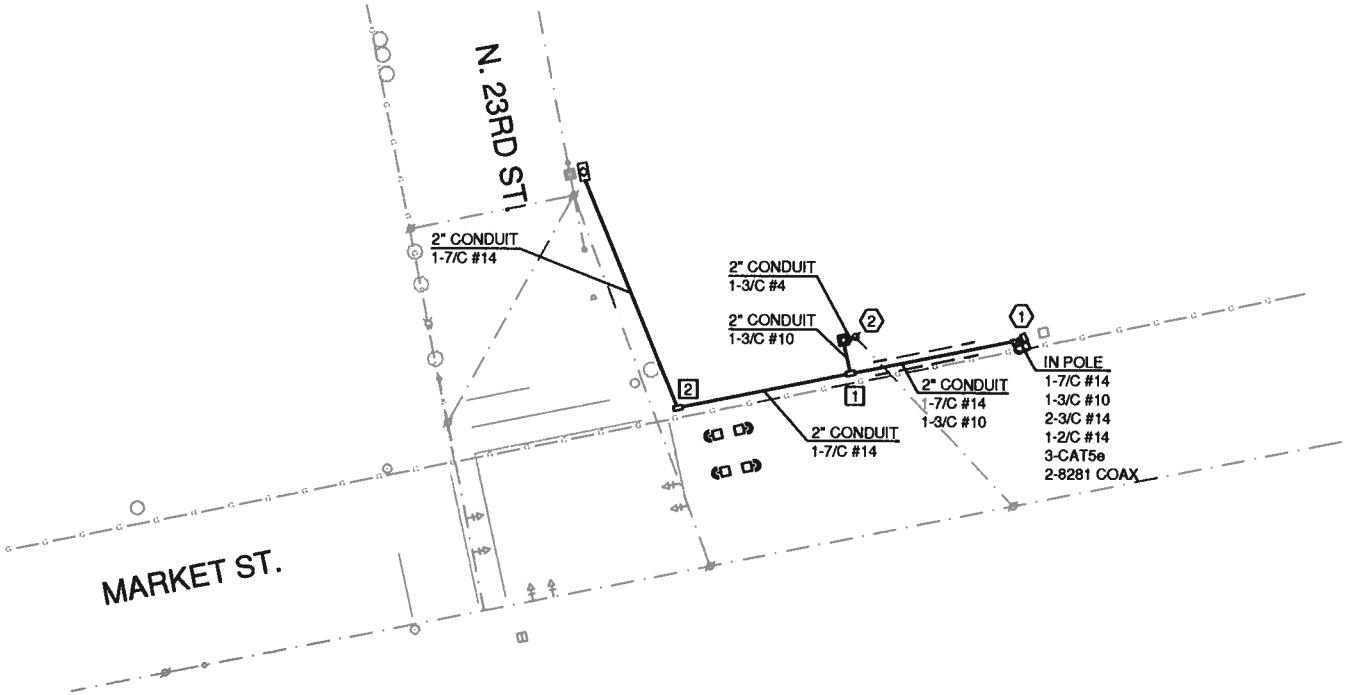 N. 23RD ST.
2" CONDUIT
1-7/C #14
2" CONDUIT
1-3/C #4
2" CONDUIT
1-3/C #10
2
1
IN POLE
1-7/C #14
1-3/C #10
2-3/C #14
1-2/C #14
3-CAT5e
2-8281 COAX
2" CONDUIT
1-7/C #14
1-3/C #10
2
1
2" CONDUIT
1-7/C #14
MARKET ST.